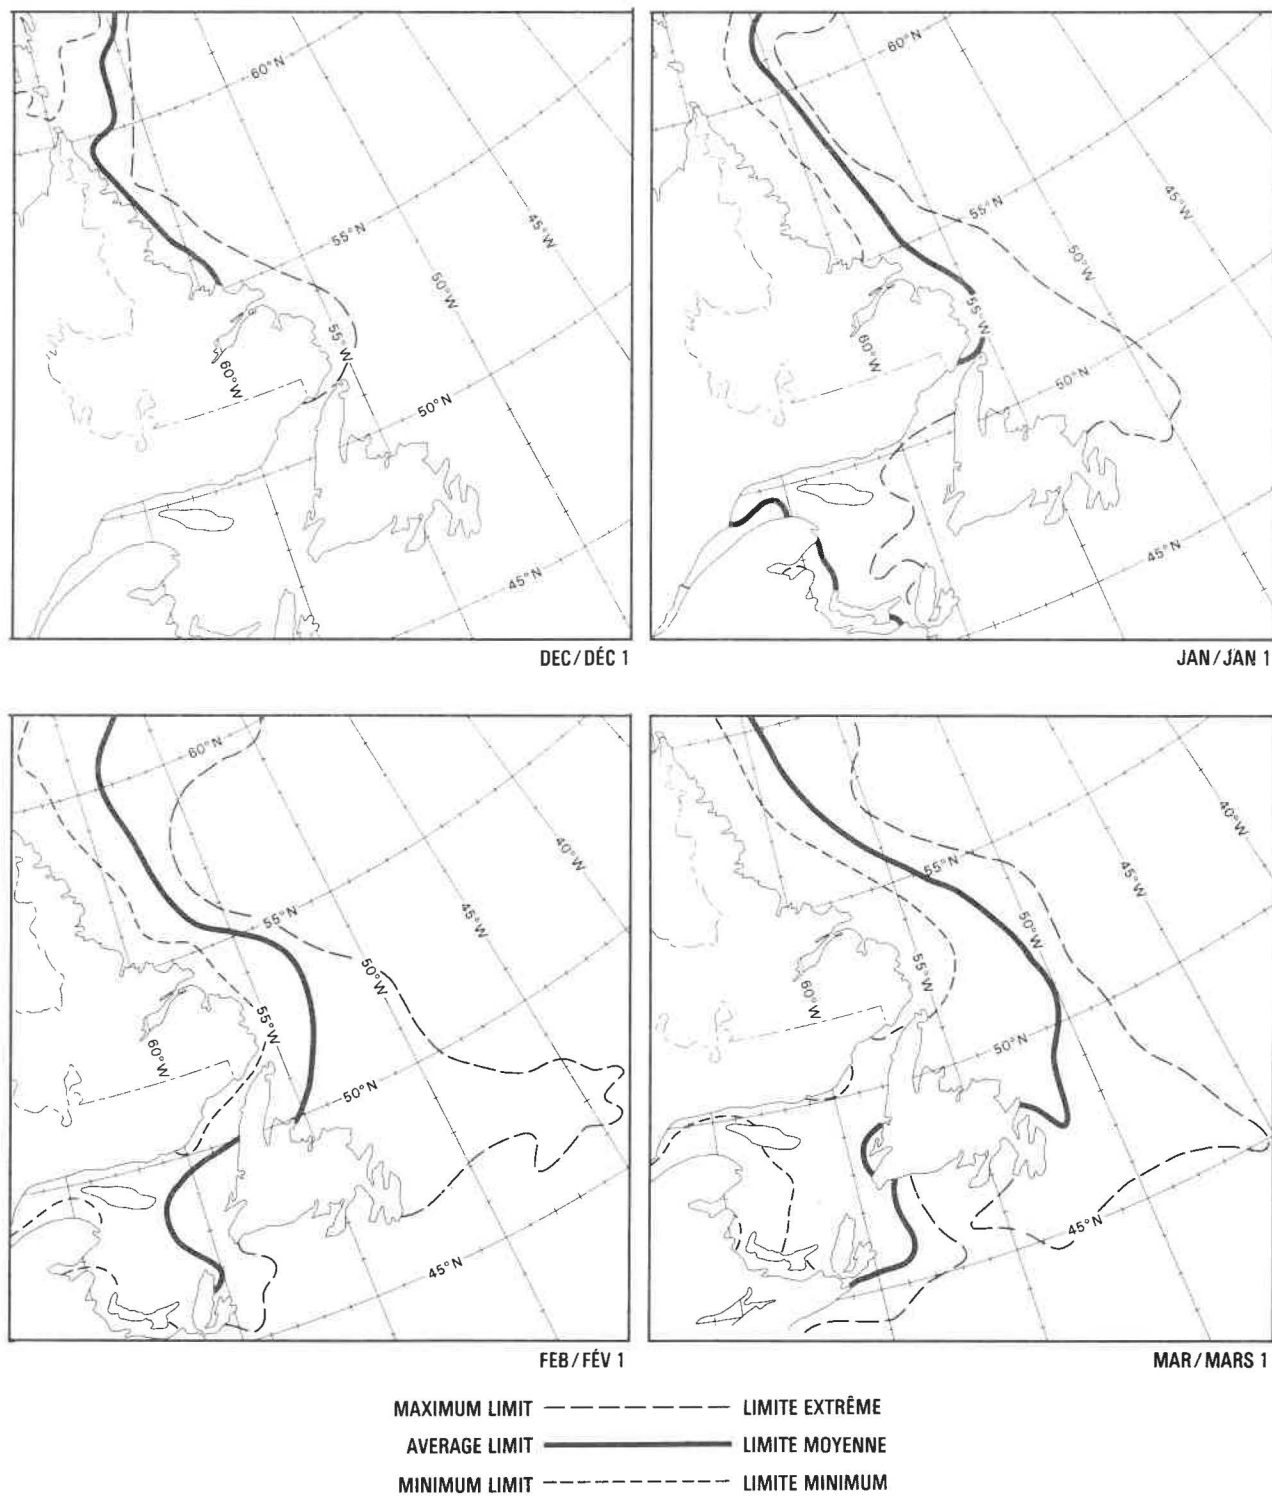 60°N
55°N
45°W
50°W
55°W
60°W
50°N
45°N
DEC/DÉC 1
60°N
55°N
45°W
50°W
55°W
60°W
50°N
45°N
JAN/JAN 1
60°N
40°W
55°N
45°W
50°W
55°W
60°W
50°N
45°N
FEB/FÉV 1
40°W
55°N
45°W
50°W
55°W
60°W
50°N
45°N
MAR/MARS 1
MAXIMUM LIMIT LIMITE EXTRÊME
AVERAGE LIMIT LIMITE MOYENNE
MINIMUM LIMIT LIMITE MINIMUM